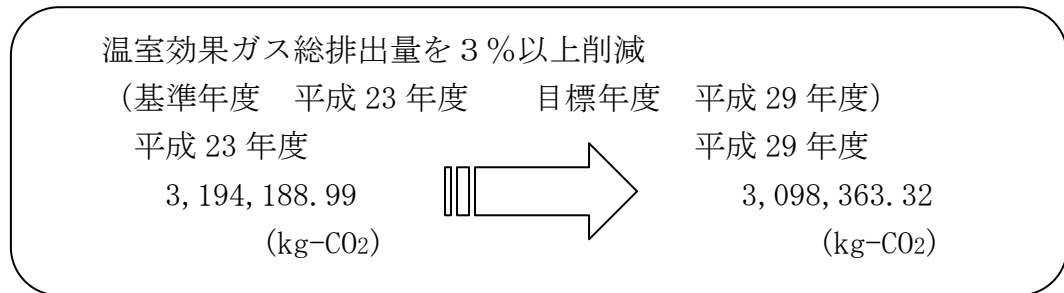 温室効果ガス総排出量を３％以上削減
（基準年度　平成 23 年度　　目標年度　平成 29 年度）
平成 23 年度　　平成 29 年度
3,194,188.99　　3,098,363.32
(kg-CO2)　　(kg-CO2)